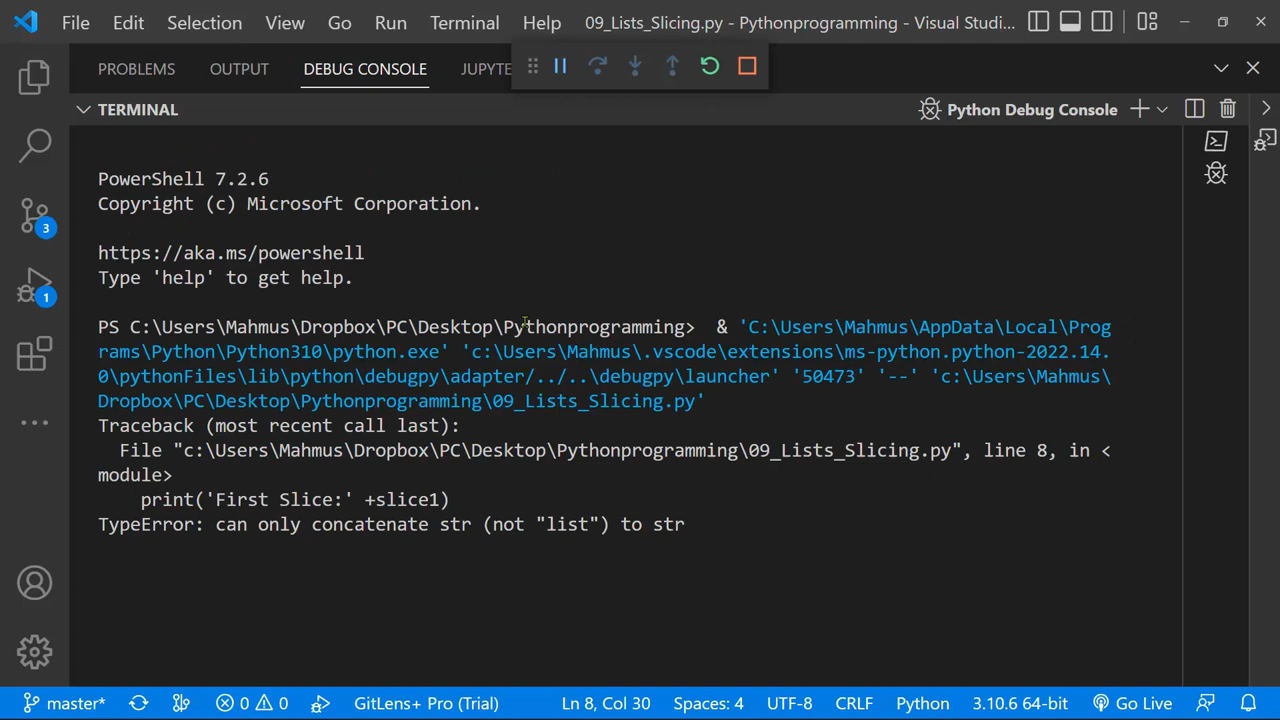 File Edit Selection View Go Run Terminal Help 09_Lists_Slicing.py - Pythonprogramming - Visual Studi...
PROBLEMS OUTPUT DEBUG CONSOLE JUPYTE
TERMINAL Python Debug Console
PowerShell 7.2.6
Copyright (c) Microsoft Corporation.
https://aka.ms/powershell
Type 'help' to get help.
PS C:\Users\Mahmus\Dropbox\PC\Desktop\Pythonprogramming>  & 'C:\Users\Mahmus\AppData\Local\Prog
rams\Python\Python310\python.exe' 'c:\Users\Mahmus\.vscode\extensions\ms-python.python-2022.14.
0\pythonFiles\lib\python\debugpy\adapter/../..\debugpy\launcher' '50473' '--' 'c:\Users\Mahmus\
Dropbox\PC\Desktop\Pythonprogramming\09_Lists_Slicing.py'
Traceback (most recent call last):
File "c:\Users\Mahmus\Dropbox\PC\Desktop\Pythonprogramming\09_Lists_Slicing.py", line 8, in <
module>
print('First Slice:' +slice1)
TypeError: can only concatenate str (not "list") to str
3
1
master* 0 0 GitLens+ Pro (Trial) Ln 8, Col 30 Spaces: 4 UTF-8 CRLF Python 3.10.6 64-bit Go Live